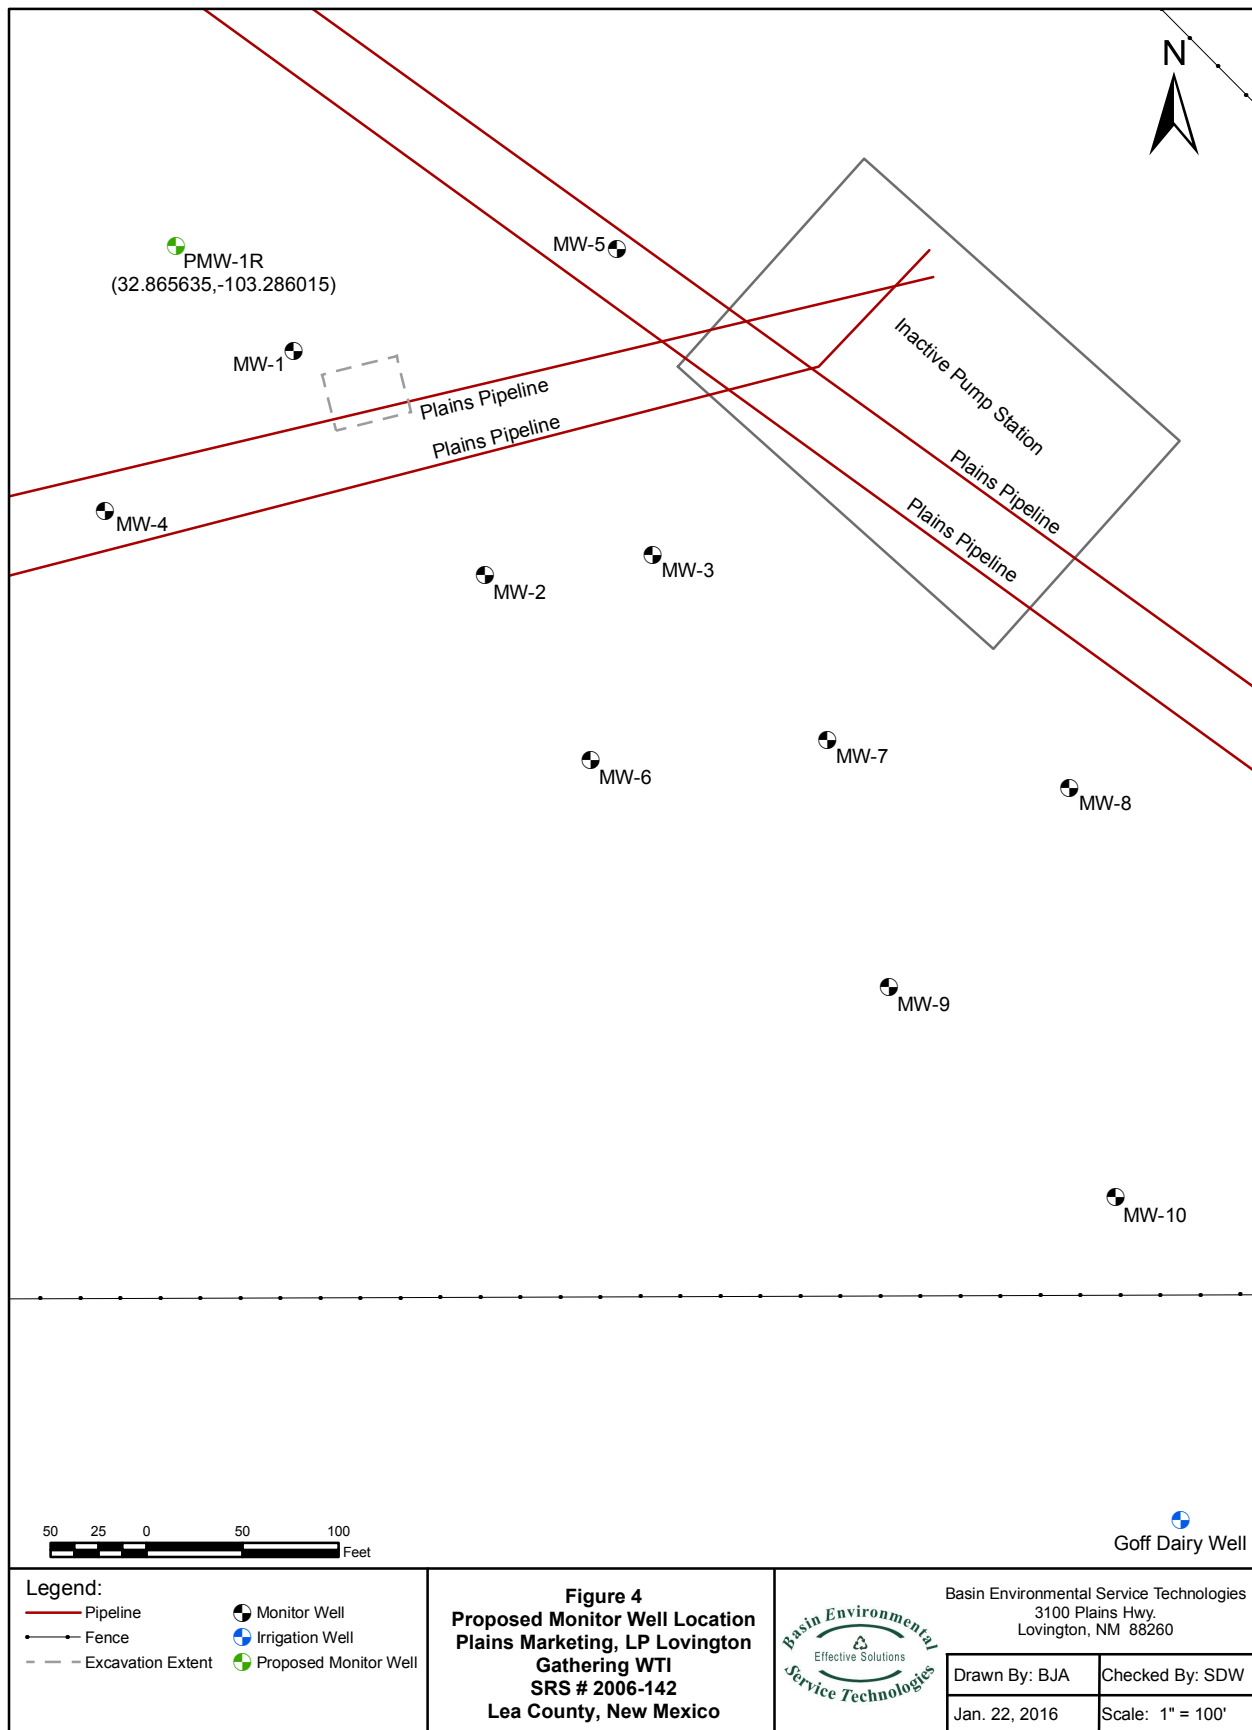 N
MW-5
PMW-1R
(32.865635,-103.286015)
MW-1
Inactive Pump Station
Plains Pipeline
Plains Pipeline
Plains Pipeline
Plains Pipeline
MW-4
MW-3
MW-2
MW-7
MW-6
MW-8
MW-9
MW-10
Goff Dairy Well
50 25 0 50 100
Feet
Legend:
Pipeline
Fence
Excavation Extent
Monitor Well
Irrigation Well
Proposed Monitor Well
Figure 4
Proposed Monitor Well Location
Plains Marketing, LP Lovington
Gathering WTI
SRS # 2006-142
Lea County, New Mexico
Basin Environmental
Effective Solutions
Service Technologies
Basin Environmental Service Technologies
3100 Plains Hwy.
Lovington, NM 88260
Drawn By: BJA
Checked By: SDW
Jan. 22, 2016
Scale: 1" = 100'